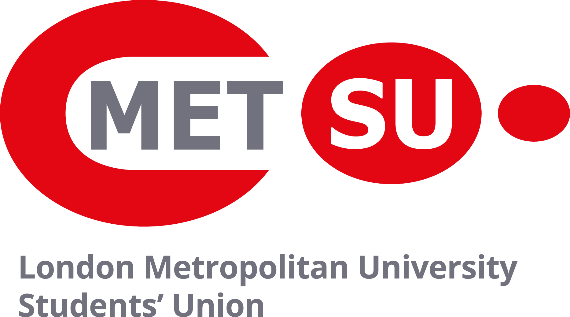 MET SU
London Metropolitan University
Students’ Union